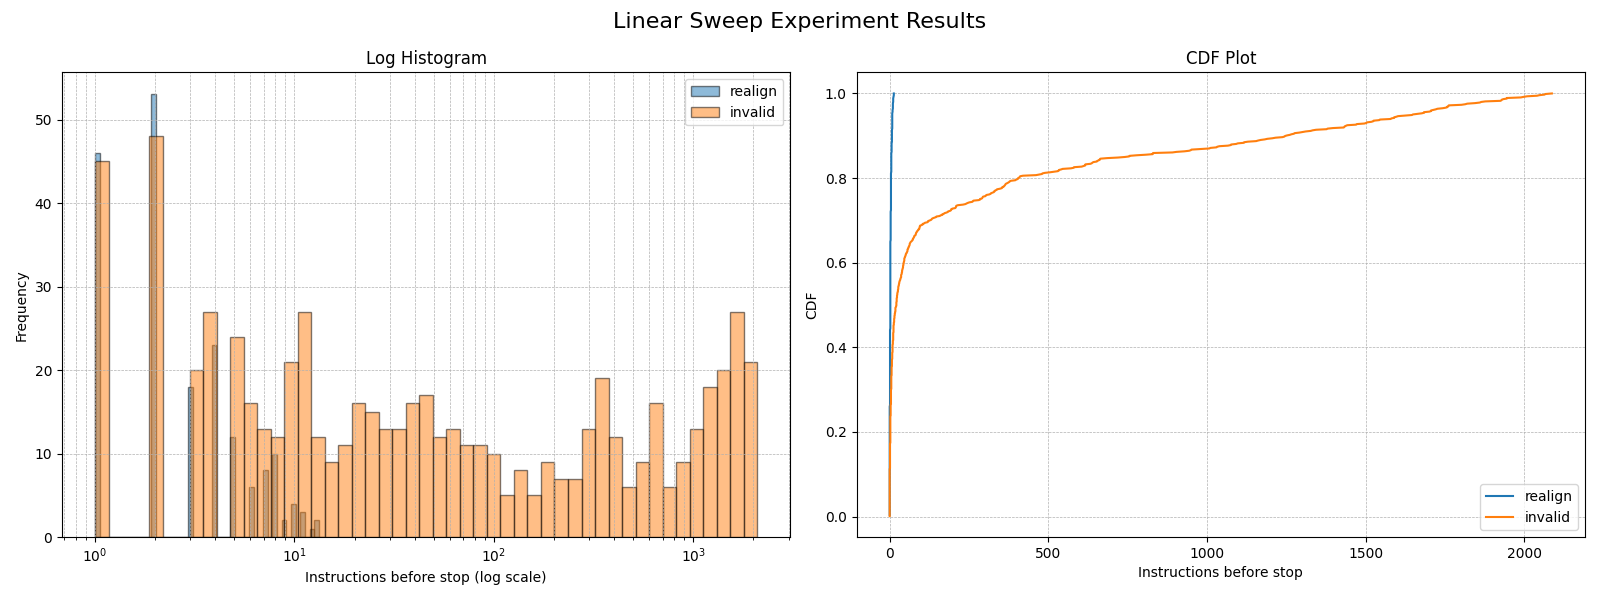 Linear Sweep Experiment Results
Log Histogram
realign
invalid
Frequency
50
40
30
20
10
0
10⁰
10¹
10²
10³
Instructions before stop (log scale)
CDF Plot
CDF
1.0
0.8
0.6
0.4
0.2
0.0
realign
invalid
0
500
1000
1500
2000
Instructions before stop